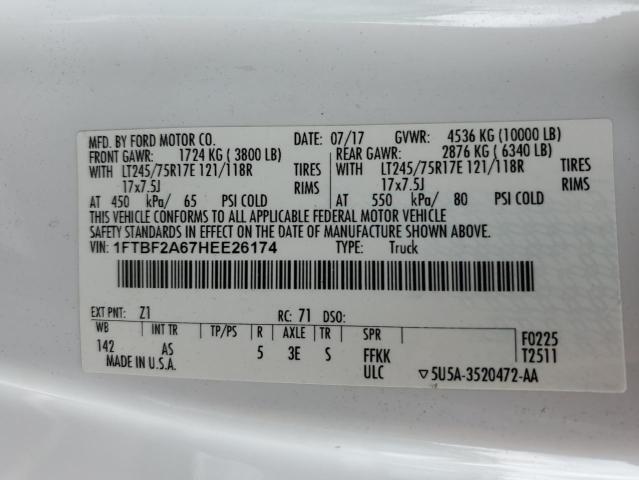 MFD. BY FORD MOTOR CO. DATE: 07/17 GVWR: 4536 KG (10000 LB)
FRONT GAWR: 1724 KG ( 3800 LB) REAR GAWR: 2876 KG ( 6340 LB)
WITH LT245/75R17E 121/118R TIRES WITH LT245/75R17E 121/118R TIRES
17x7.5J RIMS 17x7.5J RIMS
AT 450 kPa/ 65 PSI COLD AT 550 kPa/ 80 PSI COLD
THIS VEHICLE CONFORMS TO ALL APPLICABLE FEDERAL MOTOR VEHICLE
SAFETY STANDARDS IN EFFECT ON THE DATE OF MANUFACTURE SHOWN ABOVE.
VIN: 1FTBF2A67HEE26174 TYPE: Truck
EXT PNT: Z1 RC: 71 DSO:
WB INT TR TP/PS R AXLE TR SPR F0225
142 AS 5 3E S FFKK T2511
MADE IN U.S.A. ULC ▽5U5A-3520472-AA